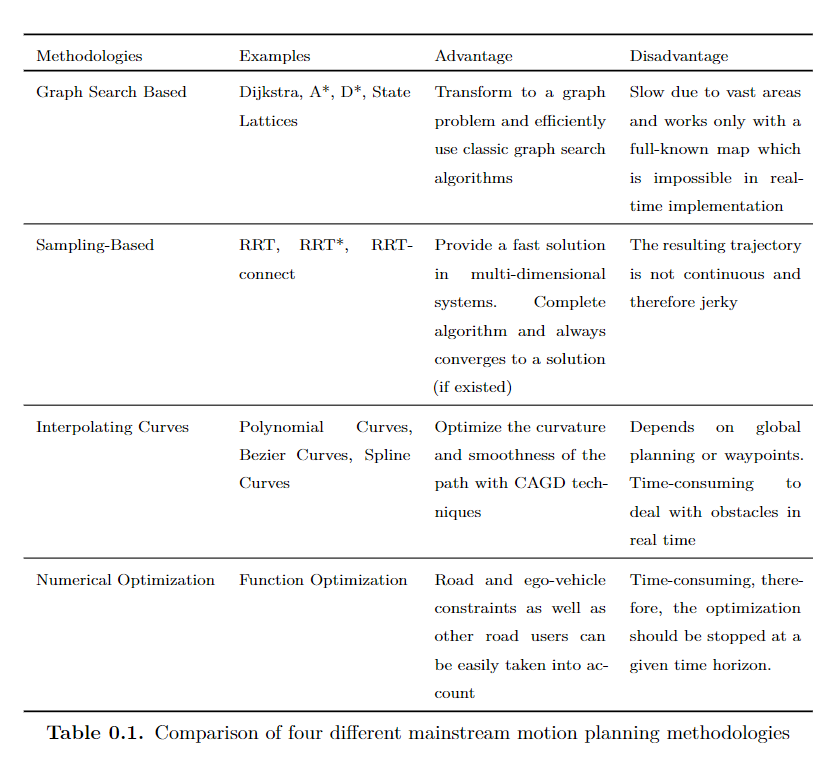 Methodologies Examples Advantage Disadvantage
Graph Search Based
Dijkstra, A*, D*, State
Lattices
Transform to a graph
problem and efficiently
use classic graph search
algorithms
Slow due to vast areas
and works only with a
full-known map which
is impossible in real-
time implementation
Sampling-Based
RRT, RRT*, RRT-
connect
Provide a fast solution
in multi-dimensional
systems. Complete
algorithm and always
converges to a solution
(if existed)
The resulting trajectory
is not continuous and
therefore jerky
Interpolating Curves
Polynomial Curves,
Bezier Curves, Spline
Curves
Optimize the curvature
and smoothness of the
path with CAGD tech-
niques
Depends on global
planning or waypoints.
Time-consuming to
deal with obstacles in
real time
Numerical Optimization
Function Optimization
Road and ego-vehicle
constraints as well as
other road users can
be easily taken into ac-
count
Time-consuming, there-
fore, the optimization
should be stopped at a
given time horizon.
Table 0.1. Comparison of four different mainstream motion planning methodologies